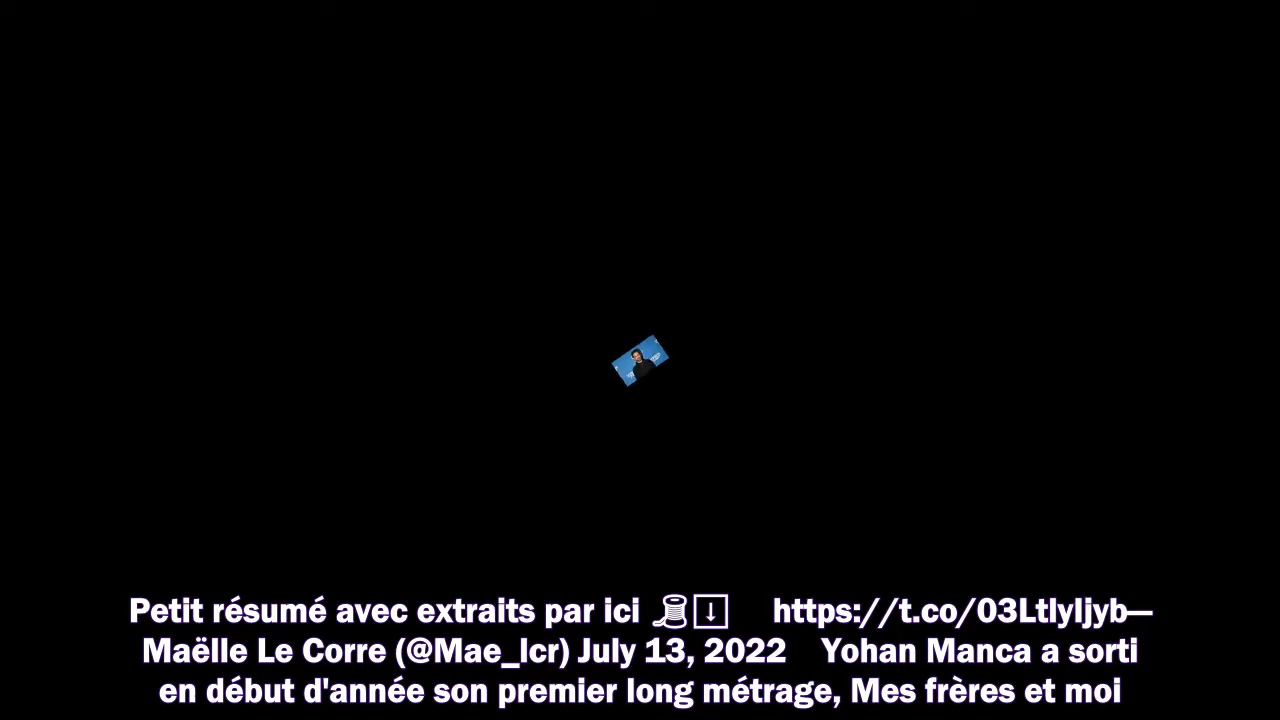 Petit résumé avec extraits par ici 🧵⬇ https://t.co/03LtlyIjyb—
Maëlle Le Corre (@Mae_lcr) July 13, 2022 Yohan Manca a sorti
en début d'année son premier long métrage, Mes frères et moi